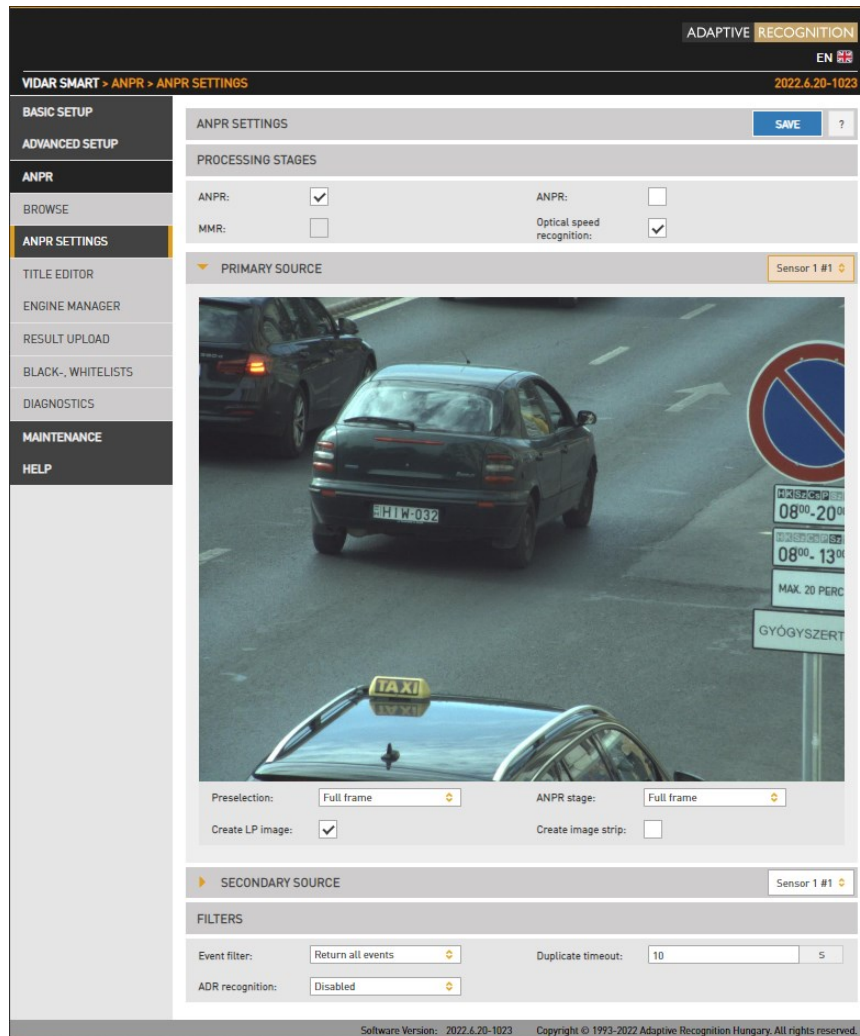 ADAPTIVE RECOGNITION
EN
VIDAR SMART > ANPR > ANPR SETTINGS 2022.6.20-1023
BASIC SETUP
ADVANCED SETUP
ANPR
BROWSE
ANPR SETTINGS
TITLE EDITOR
ENGINE MANAGER
RESULT UPLOAD
BLACK-, WHITELISTS
DIAGNOSTICS
MAINTENANCE
HELP
ANPR SETTINGS SAVE ?
PROCESSING STAGES
ANPR: ANPR:
MMR: Optical speed
recognition:
PRIMARY SOURCE Sensor 1 #1
HIW-032
08⁰⁰-20⁰⁰
08⁰⁰-13⁰⁰
MAX. 20 PERC
GYÓGYSZERT
TAXI
Preselection: Full frame ANPR stage: Full frame
Create LP image: Create image strip:
SECONDARY SOURCE Sensor 1 #1
FILTERS
Event filter: Return all events Duplicate timeout: 10 S
ADR recognition: Disabled
Software Version: 2022.6.20-1023 Copyright © 1993-2022 Adaptive Recognition Hungary. All rights reserved.